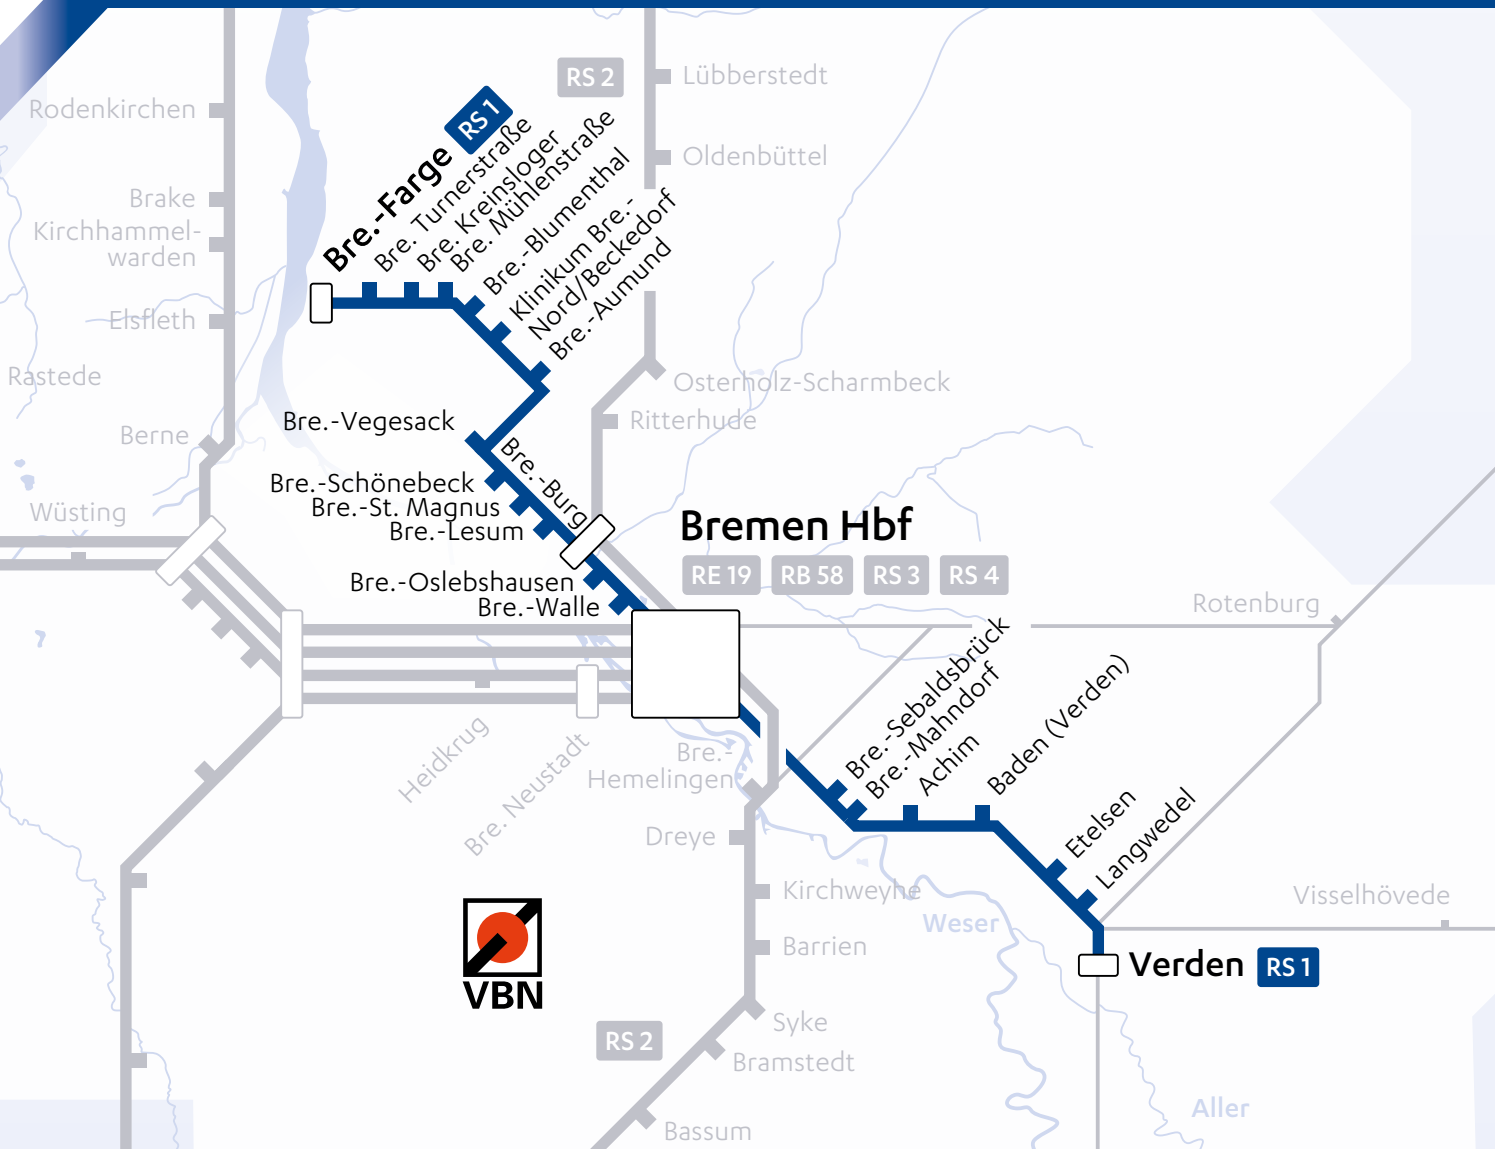 RS 2
Lübberstedt
Rodenkirchen
RS 1
Bre.-Farge
Bre. Turnerstraße
Bre. Kreinsloger
Bre. Mühlenstraße
Bre.-Blumenthal
Klinikum Bre.-
Nord/Beckedorf
Bre.-Aumund
Oldenbüttel
Brake
Kirchhammel-
warden
Elsfleth
Rastede
Osterholz-Scharmbeck
Ritterhude
Berne
Bre.-Vegesack
Bre.-Burg
Bre.-Schönebeck
Bre.-St. Magnus
Bre.-Lesum
Wüsting
Bremen Hbf
RE 19
RB 58
RS 3
RS 4
Bre.-Oslebshausen
Bre.-Walle
Rotenburg
Bre.-Sebaldsbrück
Bre.-Mahndorf
Achim
Baden (Verden)
Heidkrug
Bre. Neustadt
Bre.-
Hemelingen
Etelsen
Langwedel
Dreye
Kirchweyhe
Weser
Visselhövede
Barrien
Verden
RS 1
VBN
Syke
RS 2
Bramstedt
Aller
Bassum